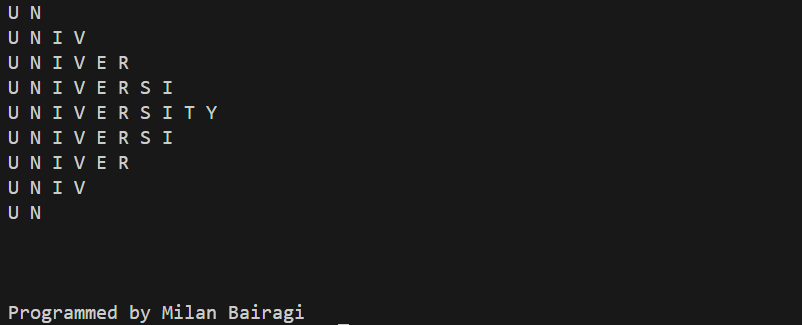 U N
U N I V
U N I V E R
U N I V E R S I
U N I V E R S I T Y
U N I V E R S I
U N I V E R
U N I V
U N
Programmed by Milan Bairagi